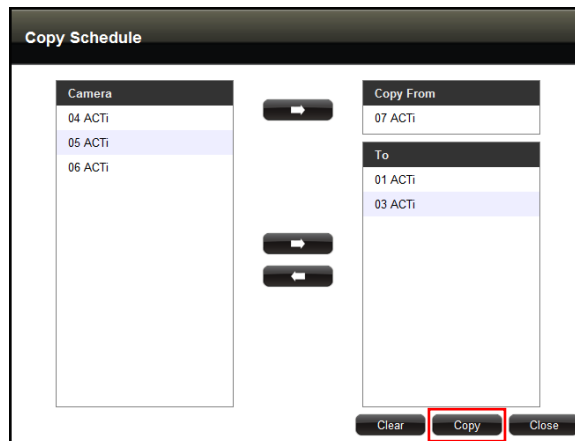 Copy Schedule
Camera
04 ACTi
05 ACTi
06 ACTi
Copy From
07 ACTi
To
01 ACTi
03 ACTi
Clear Copy Close